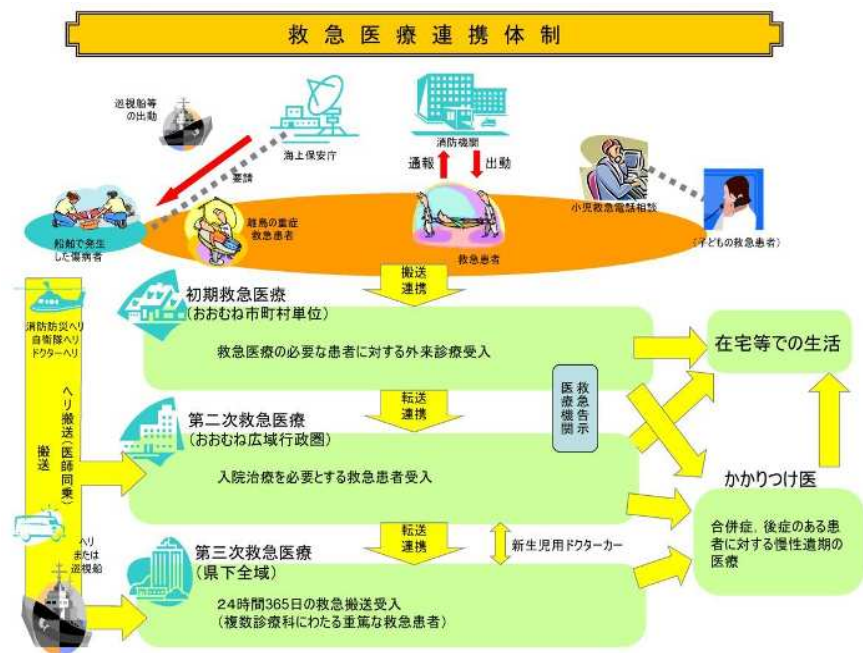 救急医療連携体制
巡視船等
の出動
海上保安庁
消防機関
通報
出動
要請
小児救急電話相談
(子どもの救急患者)
船舶で発生
した傷病者
離島の重症
救急患者
救急患者
搬送
連携
消防防災ヘリ
自衛隊ヘリ
ドクターヘリ
初期救急医療
(おおむね市町村単位)
救急医療の必要な患者に対する外来診療受入
在宅等での生活
転送
連携
救急告示
医療機関
ヘリ搬送(医師同乗)
搬送
第二次救急医療
(おおむね広域行政圏)
入院治療を必要とする救急患者受入
かかりつけ医
合併症，後症のある患
者に対する慢性遺期の
医療
転送
連携
新生児用ドクターカー
ヘリ
または
巡視船
第三次救急医療
(県下全域)
24時間365日の救急搬送受入
(複数診療科にわたる重篤な救急患者)